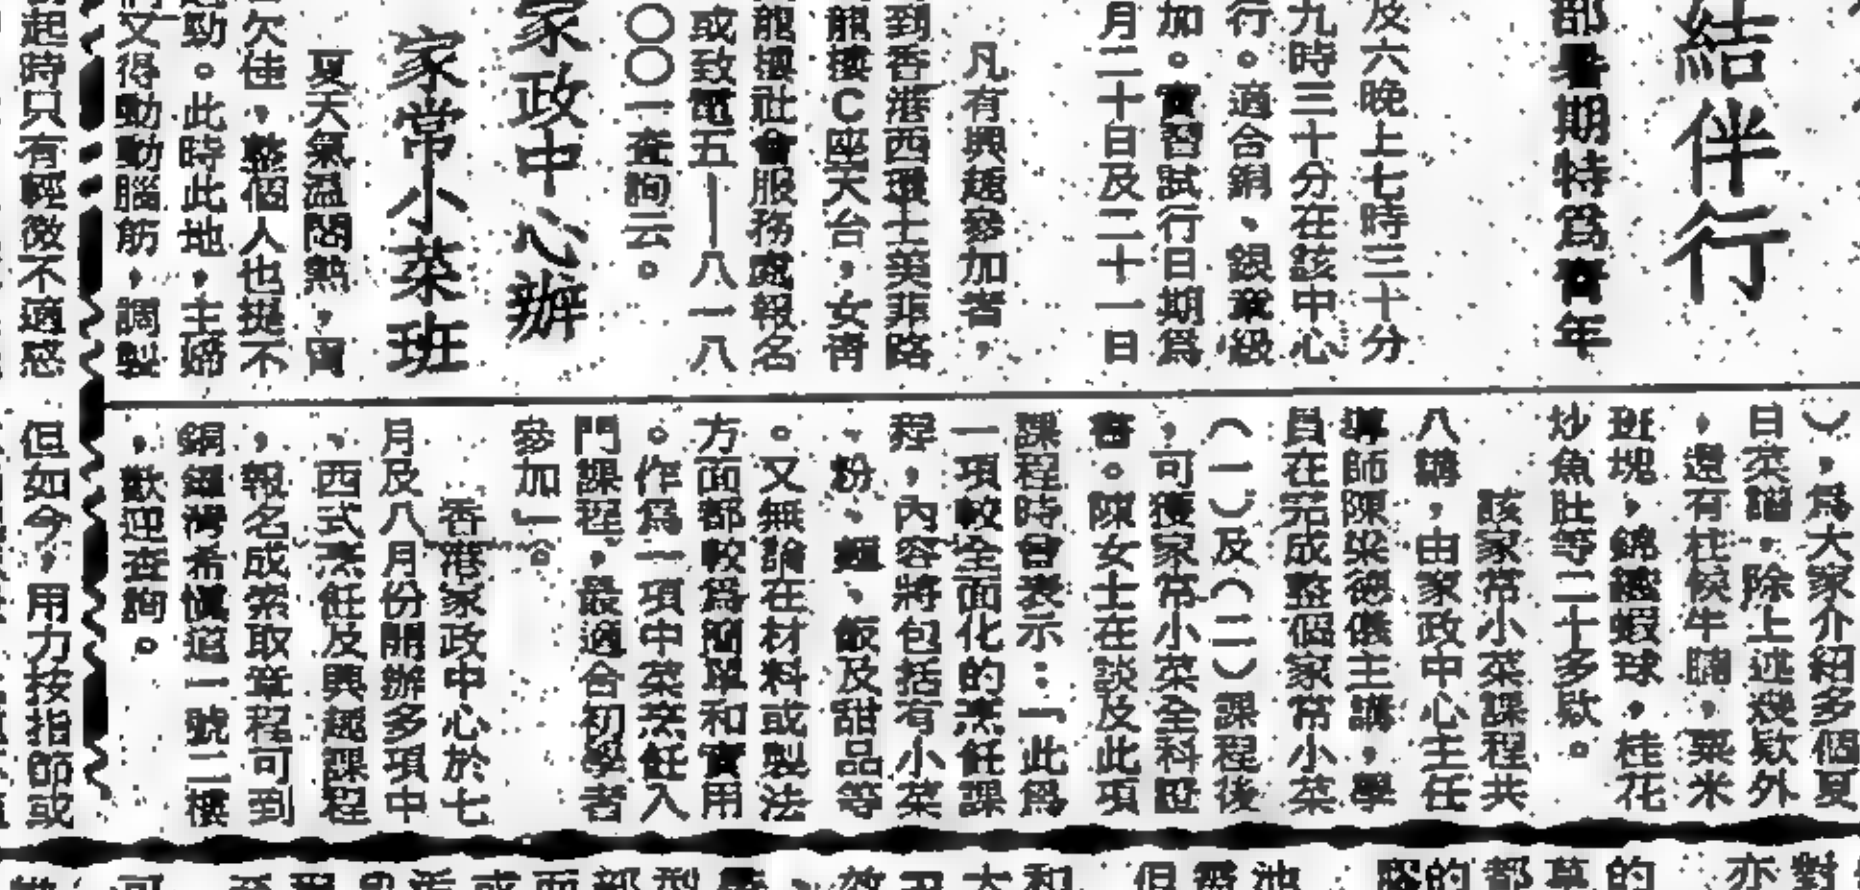 結伴行
部暑期特爲青年
及六晚上七時三十分
九時三十分在該中心
行。適合銅、銀章級
加。實習試行日期爲
月二十日及二十一日
凡有興趣參加者，
到香港西環士美菲路
龍樓C座天台，女青
龍樓社會服務處報名
或致電五—八一八
〇〇一查詢云。
家政中心辦
家常小菜班
夏天氣溫悶熱，胃
欠佳，整個人也提不
勁。此時此地，主婦
又得動動腦筋，調製
），爲大家介紹多個夏
日菜譜，除上述幾款外
，還有柱候牛腩，粟米
班塊，錦繡蝦球，桂花
炒魚肚等二十多款。
該家常小菜課程共
八講，由家政中心主任
導師陳梁德儀主講，學
員在完成整個家常小菜
（一）及（二）課程後
，可獲家常小菜全科證
書。陳女士在談及此項
課程時會表示：「此爲
一項較全面化的烹飪課
程，內容將包括有小菜
、粉、麵、飯及甜品等
。又無論在材料或製法
方面都較爲簡單和實用
。作爲一項中菜烹飪入
門課程，最適合初學者
參加」。
香港家政中心於七
月及八月份開辦多項中
、西式烹飪及興趣課程
，報名或索取章程可到
銅鑼灣希慎道一號二樓
，歡迎查詢。
起時只有輕微不適感
但如今，用力按指節或